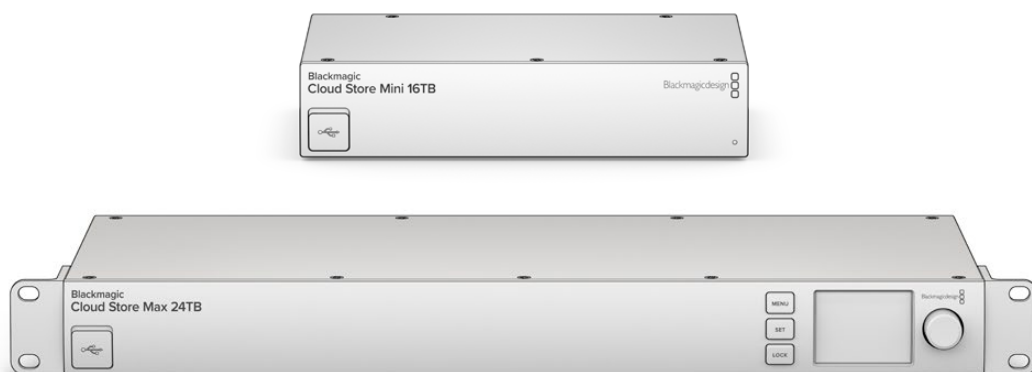 Blackmagic
Cloud Store Mini 16TB
Blackmagicdesign
Blackmagic
Cloud Store Max 24TB
MENU
SET
LOCK
Blackmagicdesign